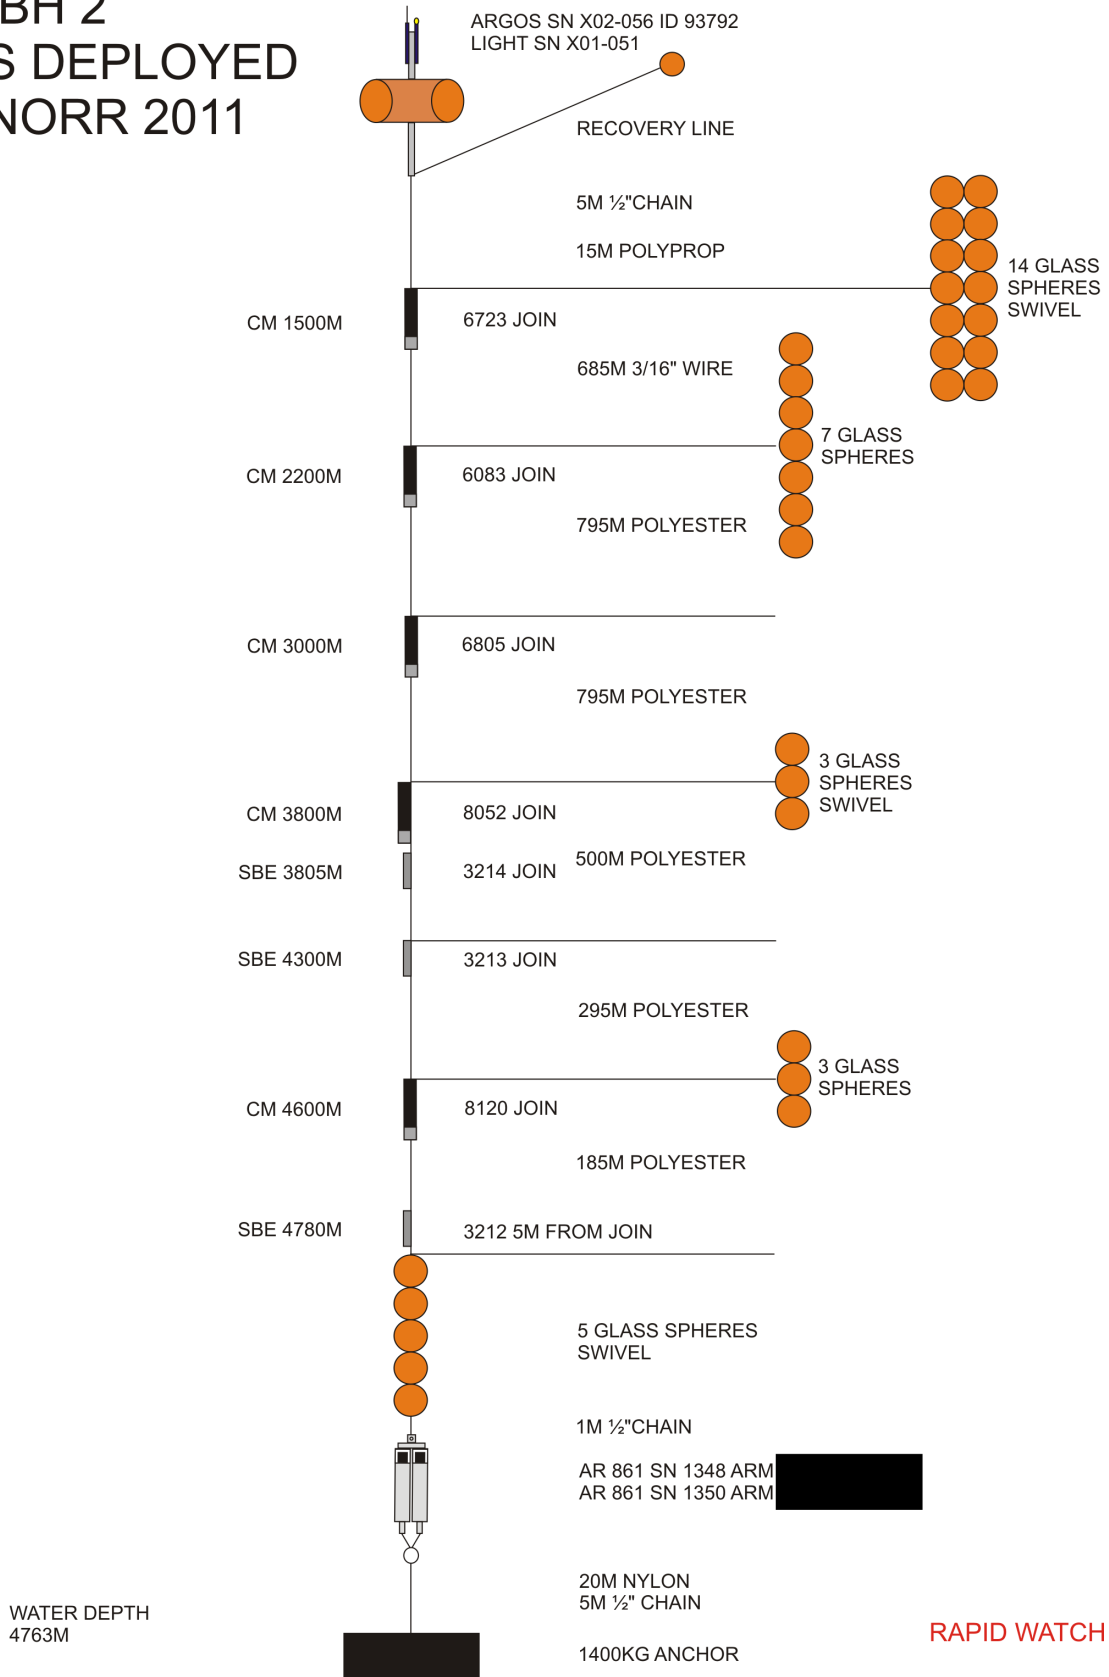 BH 2
S DEPLOYED
NORR 2011
ARGOS SN X02-056 ID 93792
LIGHT SN X01-051
RECOVERY LINE
5M ½"CHAIN
15M POLYPROP
14 GLASS
SPHERES
SWIVEL
CM 1500M
6723 JOIN
685M 3/16" WIRE
7 GLASS
SPHERES
CM 2200M
6083 JOIN
795M POLYESTER
CM 3000M
6805 JOIN
795M POLYESTER
3 GLASS
SPHERES
SWIVEL
CM 3800M
8052 JOIN
500M POLYESTER
SBE 3805M
3214 JOIN
SBE 4300M
3213 JOIN
295M POLYESTER
3 GLASS
SPHERES
CM 4600M
8120 JOIN
185M POLYESTER
SBE 4780M
3212 5M FROM JOIN
5 GLASS SPHERES
SWIVEL
1M ½"CHAIN
AR 861 SN 1348 ARM
AR 861 SN 1350 ARM
20M NYLON
5M ½" CHAIN
WATER DEPTH
4763M
1400KG ANCHOR
RAPID WATCH